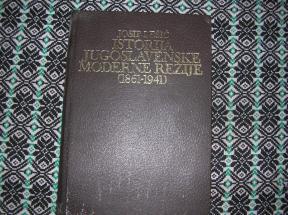 JOSIP LEŠIĆ
ISTORIJA
JUGOSLAVENSKE
MODERNE REŽIJE
(1861-1941)